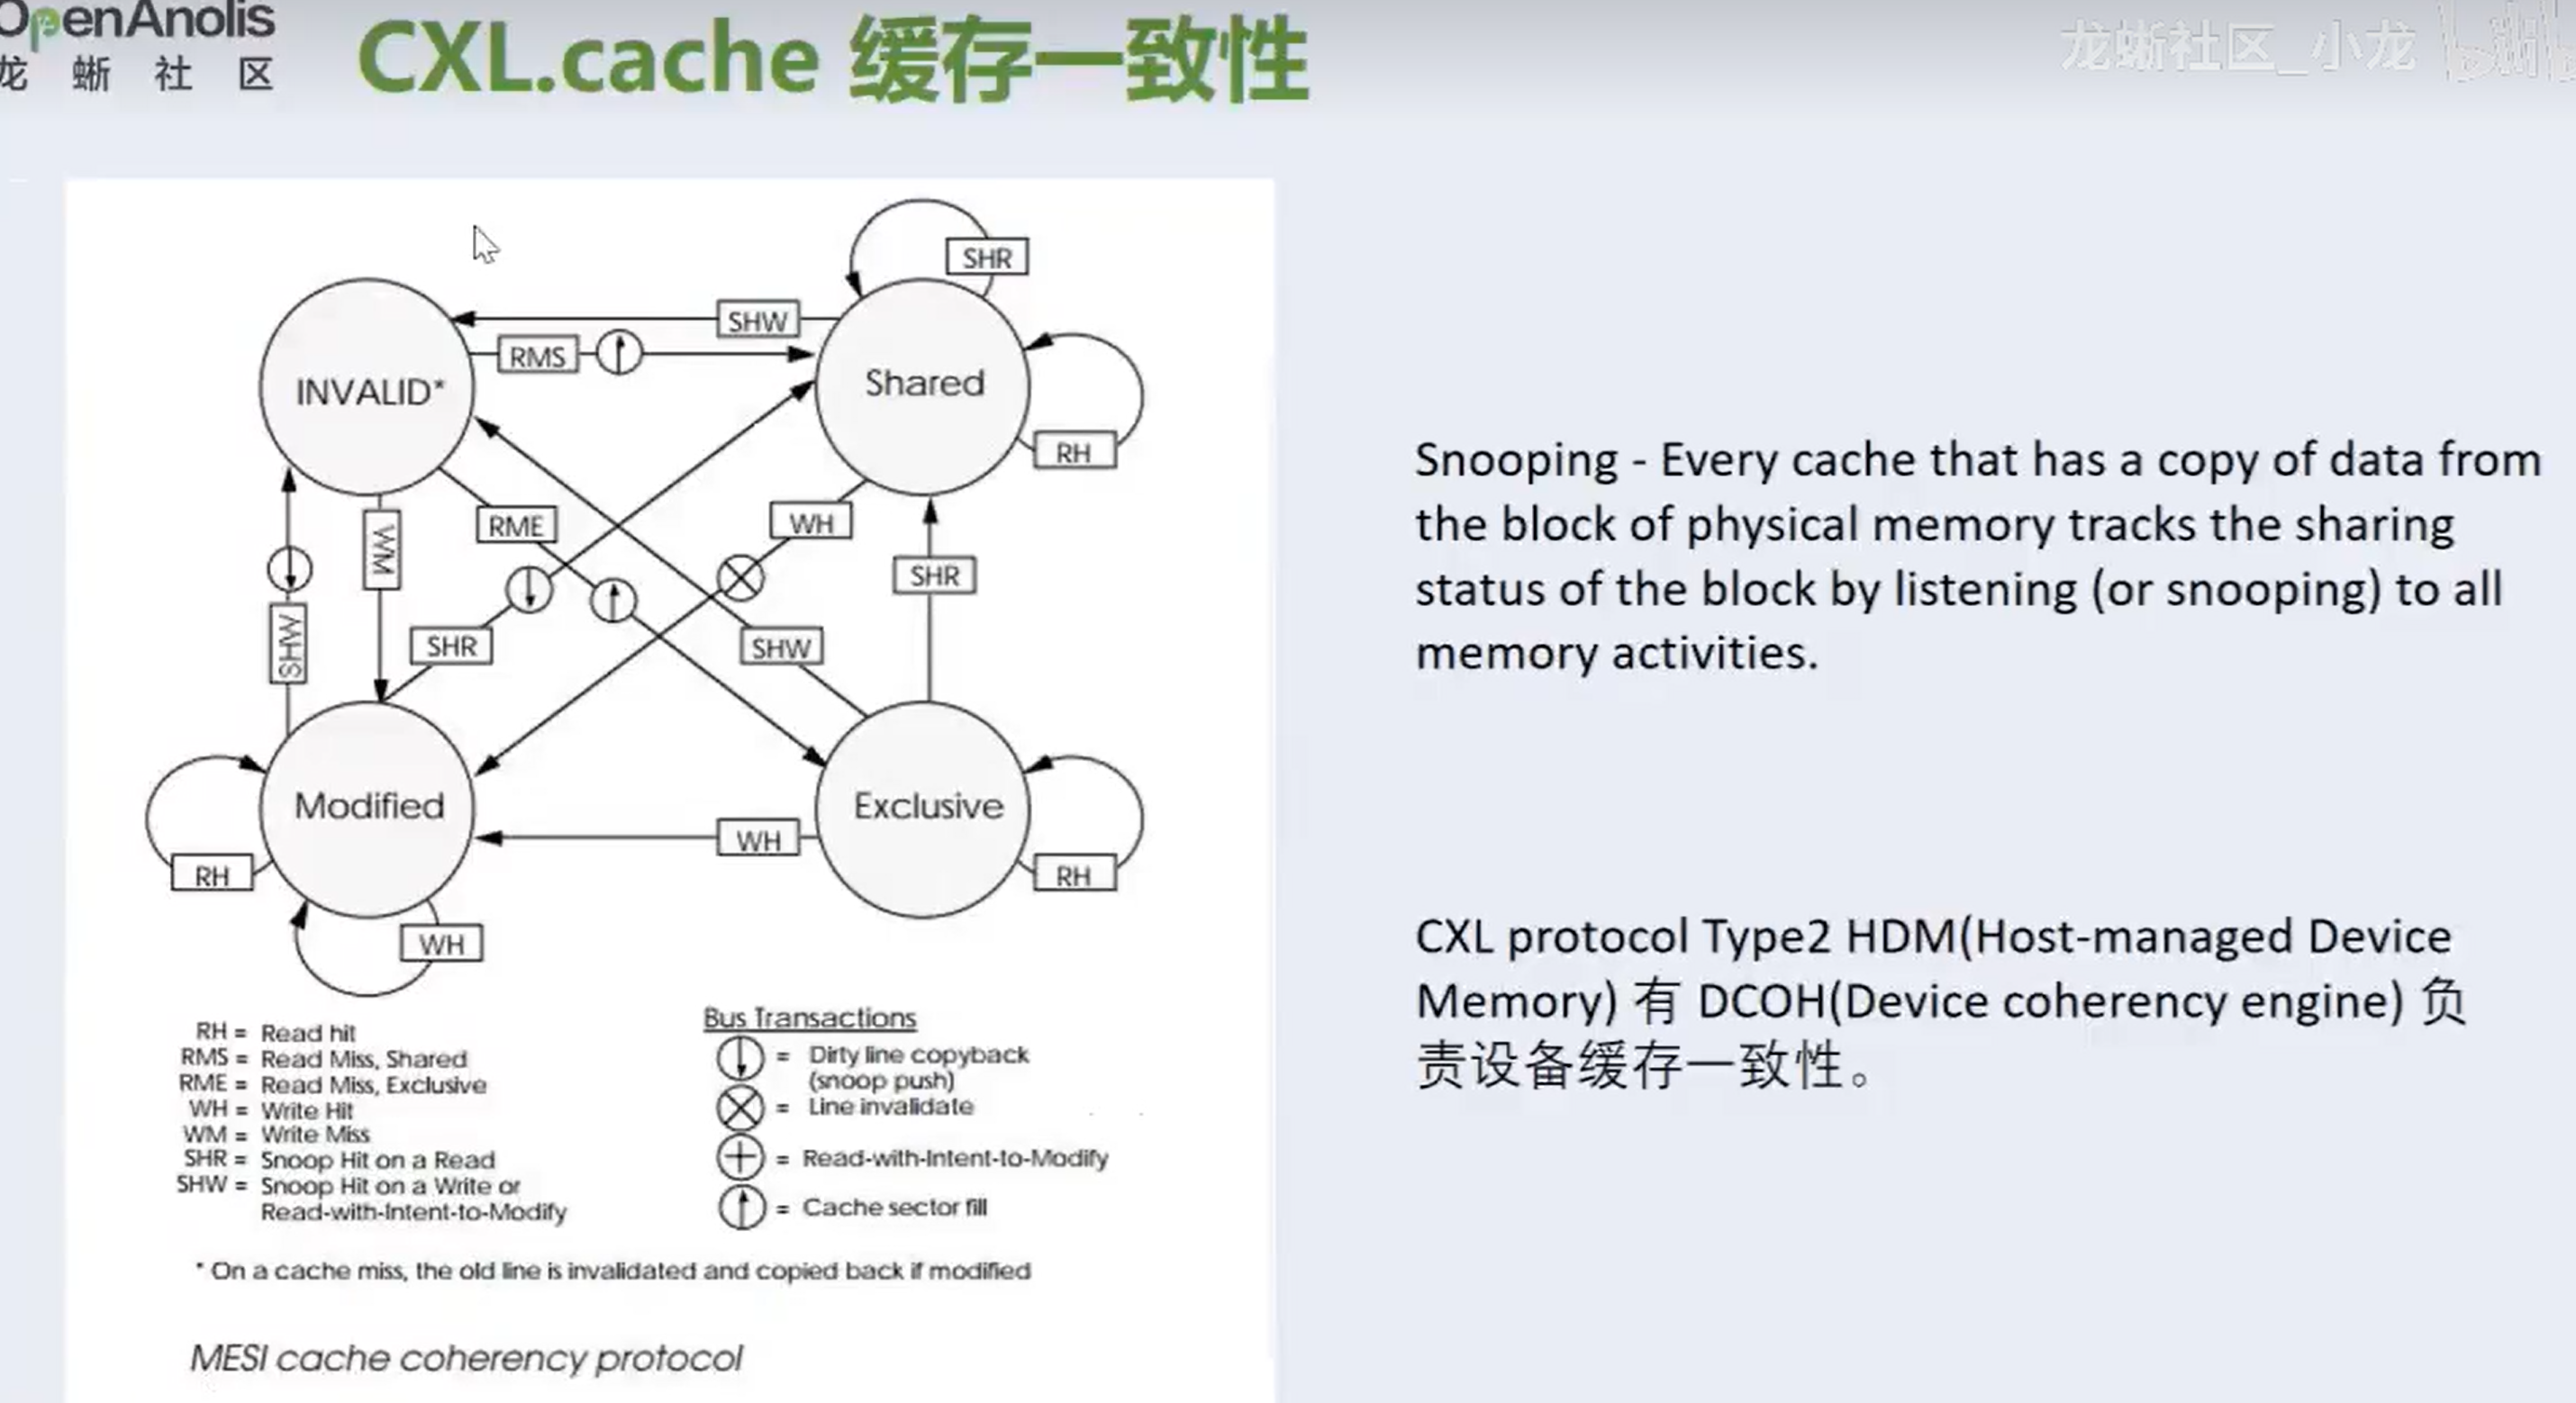 OpenAnolis
龙蜥社区
CXL.cache 缓存一致性
龙蜥社区_小龙
SHR
SHW
RMS
INVALID*
Shared
RH
WM
RME
WH
SHR
SHW
SHR
SHW
Modified
Exclusive
WH
RH
RH
WH
RH = Read hit
RMS = Read Miss, Shared
RME = Read Miss, Exclusive
WH = Write Hit
WM = Write Miss
SHR = Snoop Hit on a Read
SHW = Snoop Hit on a Write or
Read-with-Intent-to-Modify
Bus Transactions
= Dirty line copyback
(snoop push)
= Line invalidate
= Read-with-Intent-to-Modify
= Cache sector fill
* On a cache miss, the old line is invalidated and copied back if modified
MESI cache coherency protocol
Snooping - Every cache that has a copy of data from
the block of physical memory tracks the sharing
status of the block by listening (or snooping) to all
memory activities.
CXL protocol Type2 HDM(Host-managed Device
Memory) 有 DCOH(Device coherency engine) 负
责设备缓存一致性。